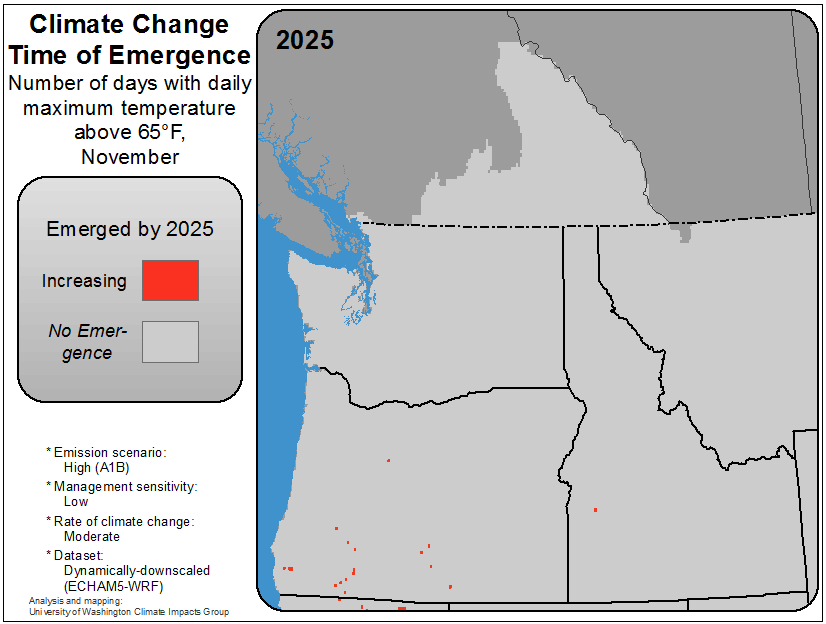 Climate Change
Time of Emergence
Number of days with daily
maximum temperature
above 65°F,
November
Emerged by 2025
Increasing
No Emer-
gence
* Emission scenario:
High (A1B)
* Management sensitivity:
Low
* Rate of climate change:
Moderate
* Dataset:
Dynamically-downscaled
(ECHAM5-WRF)
Analysis and mapping:
University of Washington Climate Impacts Group
2025